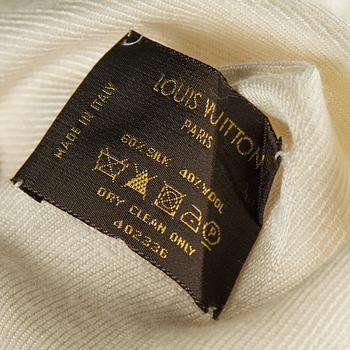 LOUIS VUITTON
PARIS
MADE IN ITALY
60% SILK 40% WOOL
P
DRY CLEAN ONLY
402336